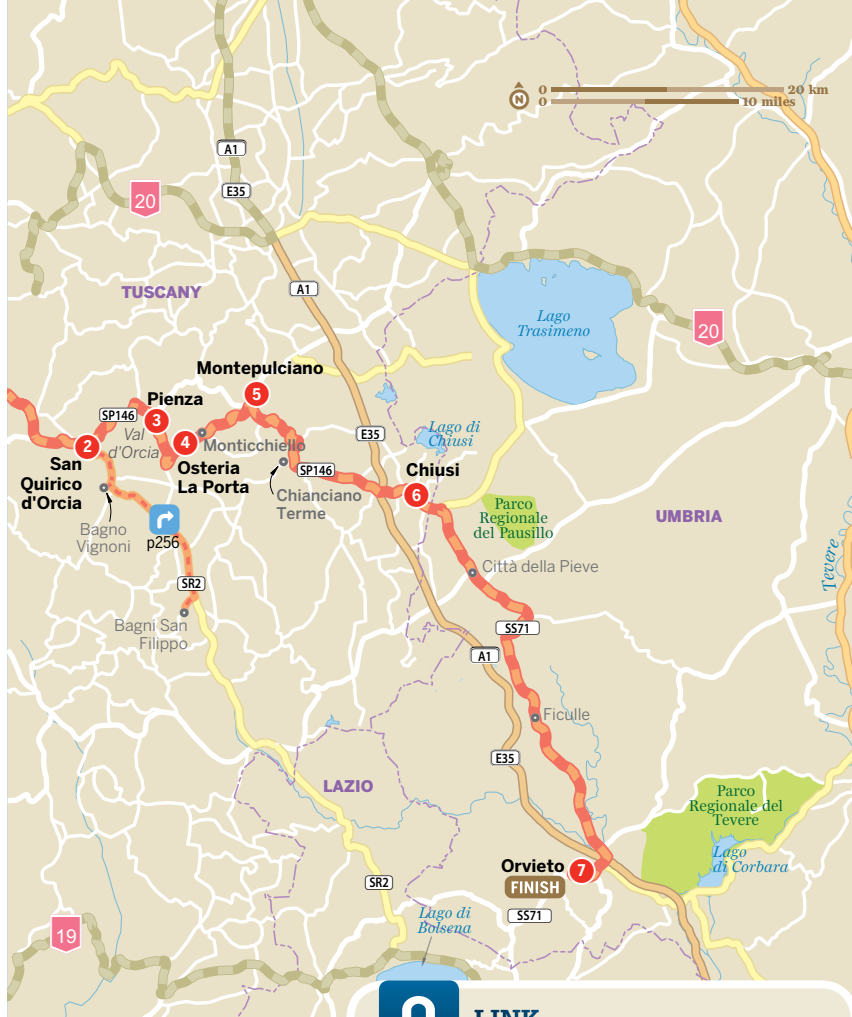 N
0
20 km
0
10 miles
A1
E35
20
TUSCANY
A1
Lago
Trasimeno
20
Montepulciano
5
Pienza
3
SP146
Val
d'Orcia
4
Monticchiello
2
San
Quirico
d'Orcia
Osteria
La Porta
E35
Lago di
Chiusi
SP146
Chiusi
6
Chianciano
Terme
Bagno
Vignoni
p256
Parco
Regionale
del Pausillo
UMBRIA
Tevere
Città della Pieve
SR2
Bagni San
Filippo
SS71
A1
Ficulle
E35
LAZIO
Parco
Regionale del
Tevere
Lago
di Corbara
Orvieto
7
FINISH
SR2
SS71
Lago di
Bolsena
19
LINK